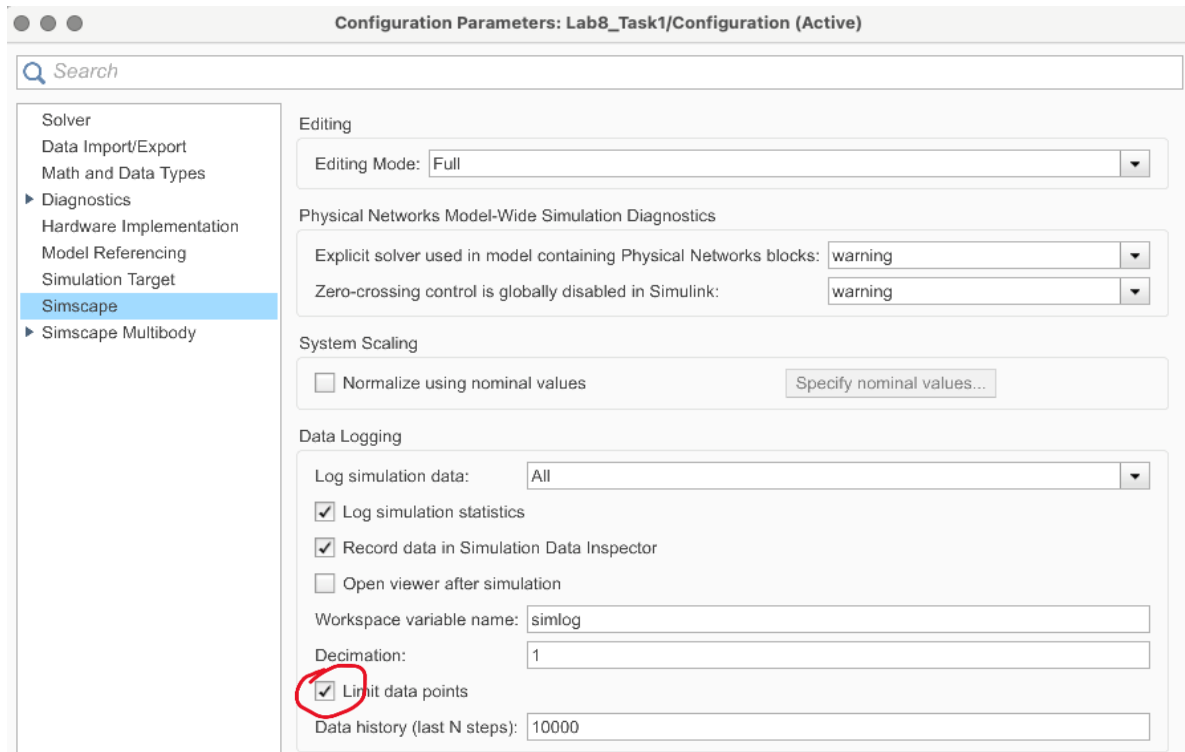 Configuration Parameters: Lab8_Task1/Configuration (Active)
Search
Solver
Data Import/Export
Math and Data Types
Diagnostics
Hardware Implementation
Model Referencing
Simulation Target
Simscape
Simscape Multibody
Editing
Editing Mode: Full
Physical Networks Model-Wide Simulation Diagnostics
Explicit solver used in model containing Physical Networks blocks: warning
Zero-crossing control is globally disabled in Simulink: warning
System Scaling
Normalize using nominal values Specify nominal values...
Data Logging
Log simulation data: All
Log simulation statistics
Record data in Simulation Data Inspector
Open viewer after simulation
Workspace variable name: simlog
Decimation: 1
Limit data points
Data history (last N steps): 10000